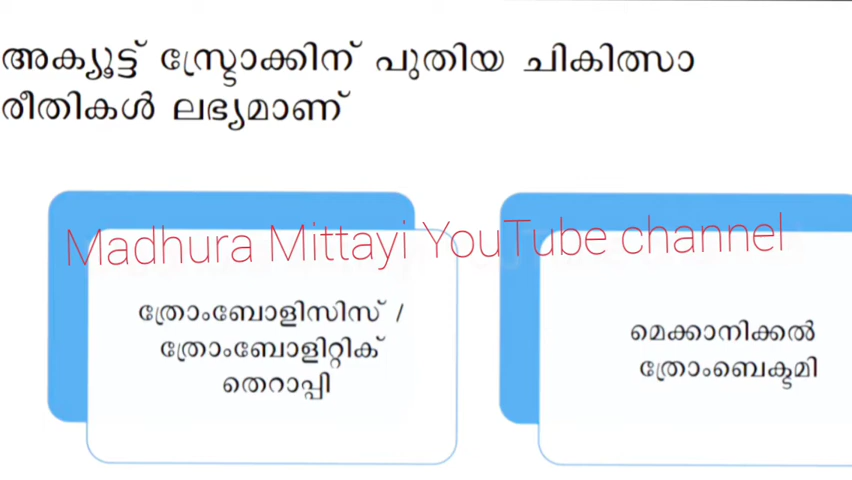 അക്യൂട്ട് സ്ട്രോക്കിന് പുതിയ ചികിത്സാ
രീതികൾ ലഭ്യമാണ്
Madhura Mittayi YouTube channel
ത്രോംബോളിസിസ് /
ത്രോംബോളിറ്റിക്
തെറാപ്പി
മെക്കാനിക്കൽ
ത്രോംബെക്ടമി